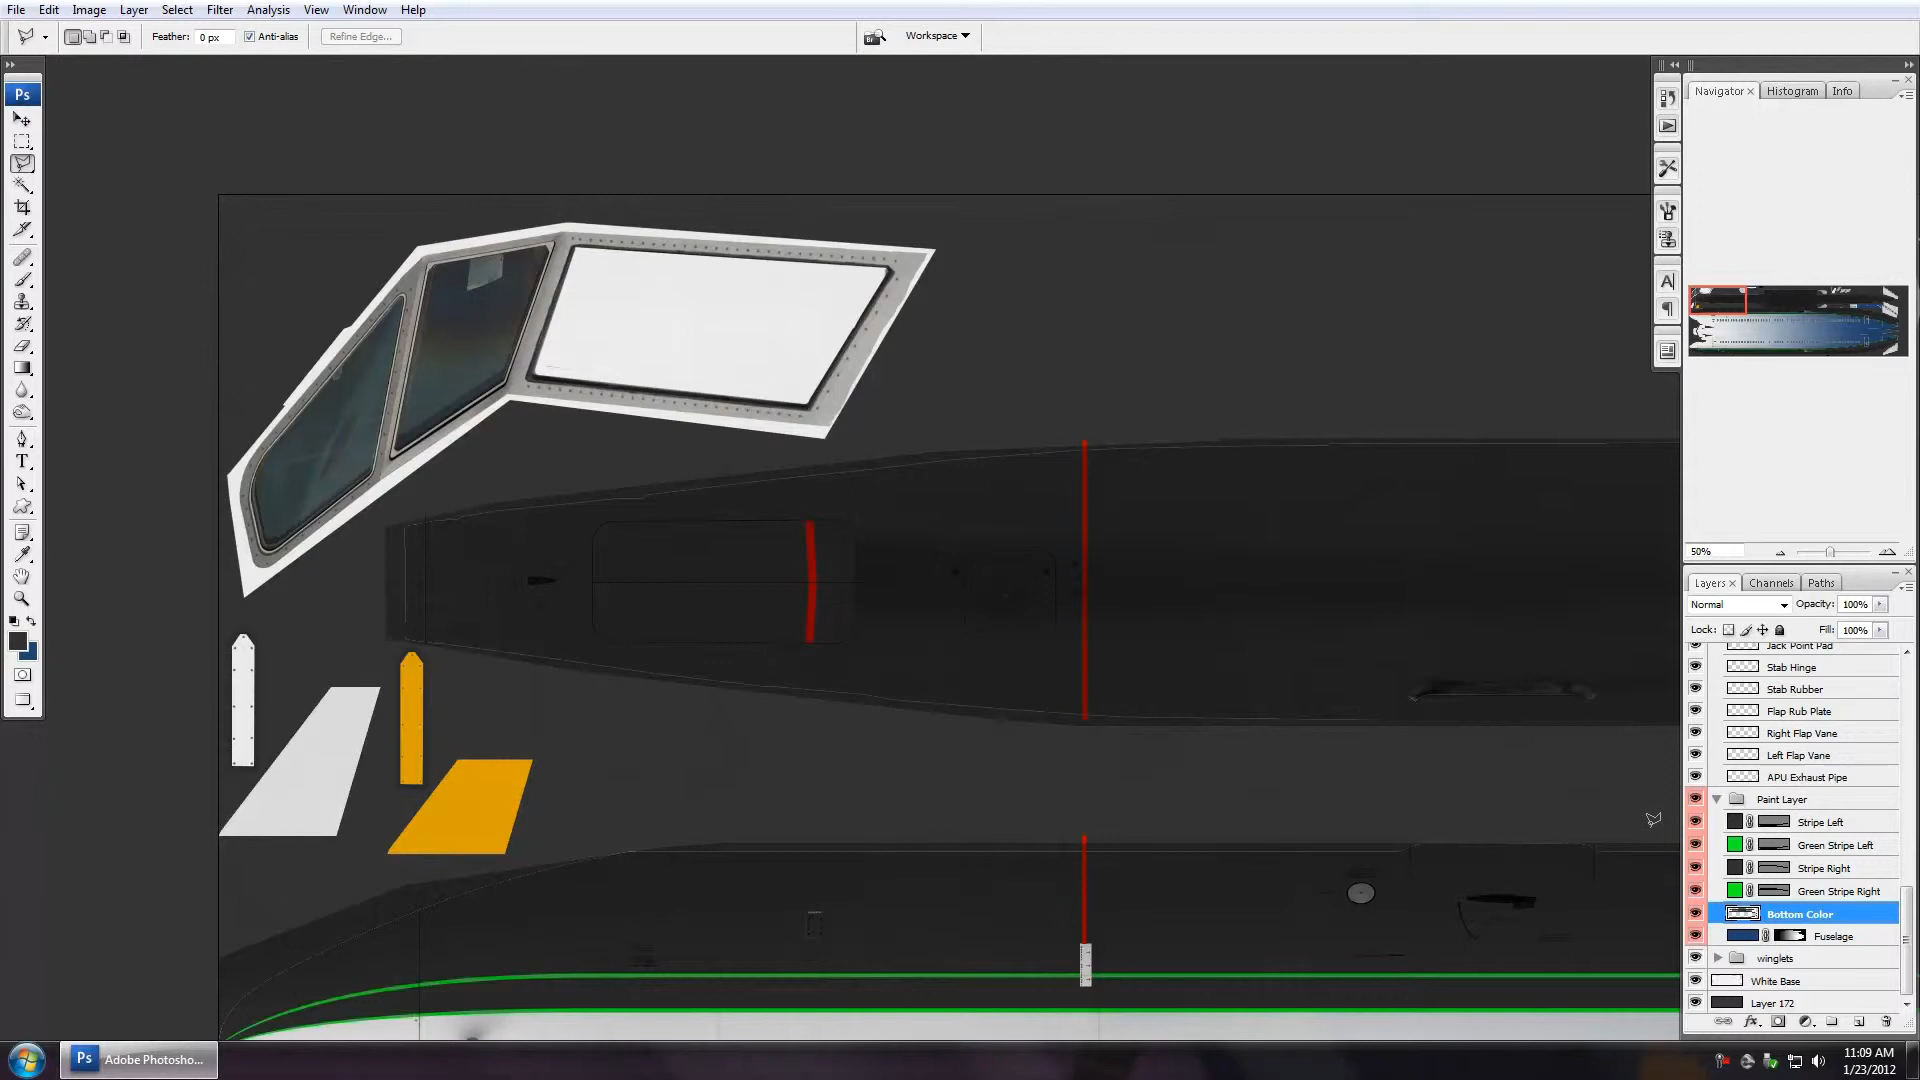 File Edit Image Layer Select Filter Analysis View Window Help
Feather: 0 px Anti-alias Refine Edge... Br Workspace
Ps
Navigator Histogram Info
T
A
50%
Layers Channels Paths
Normal Opacity: 100%
Lock: Fill: 100%
Jack Point Pad
Stab Hinge
Stab Rubber
Flap Rub Plate
Right Flap Vane
Left Flap Vane
APU Exhaust Pipe
Paint Layer
Stripe Left
Green Stripe Left
Stripe Right
Green Stripe Right
Bottom Color
Fuselage
winglets
White Base
Layer 172
fx
Ps Adobe Photosho...
11:09 AM
1/23/2012